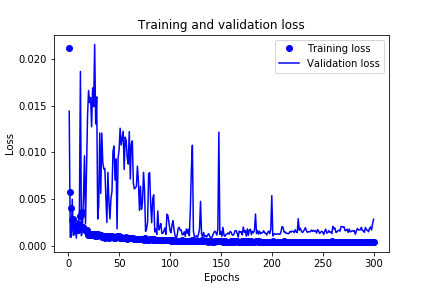 Training and validation loss
Training loss
Validation loss
0.020
0.015
0.010
0.005
0.000
Loss
0
50
100
150
200
250
300
Epochs